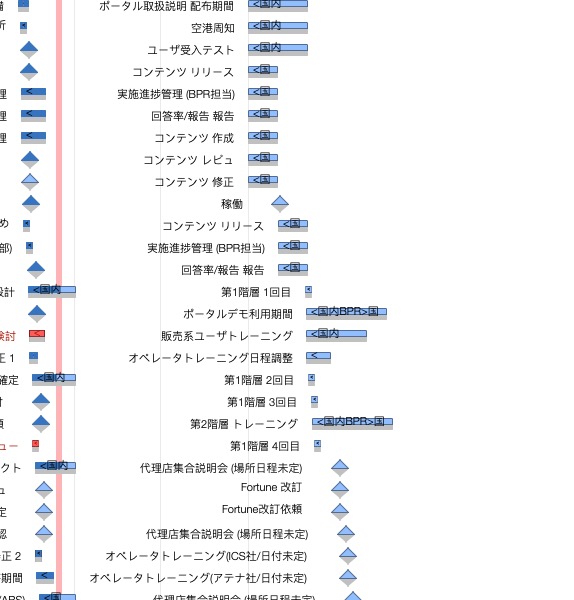 ポータル取扱説明 配布期間 <国内
所 空港周知 <国内
ユーザ受入テスト <国内
コンテンツ リリース <国
理 < 実施進捗管理 (BPR担当) <国
理 < 回答率/報告 報告 <国
理 < コンテンツ 作成 <国
コンテンツ レビュ <国
コンテンツ 修正 <国
稼働
め コンテンツ リリース <国
部) 実施進捗管理 (BPR担当) <国
回答率/報告 報告 <国
設計 <国内 第1階層 1回目 <
ポータルデモ利用期間 <国内BPR>国
検討 < 販売系ユーザトレーニング <国内
正 1 オペレータトレーニング日程調整 <
確定 <国内 第1階層 2回目 <
第1階層 3回目 <
第2階層 トレーニング <国内BPR>国
ュー < 第1階層 4回目 <
クト <国内 代理店集合説明会 (場所日程未定)
ュ Fortune 改訂
定 Fortune改訂依頼
認 代理店集合説明会 (場所日程未定)
正 2 オペレータトレーニング(ICS社/日付未定)
期間 < オペレータトレーニング(アテナ社/日付未定)
<国 代理店集合説明会 (場所日程未定)